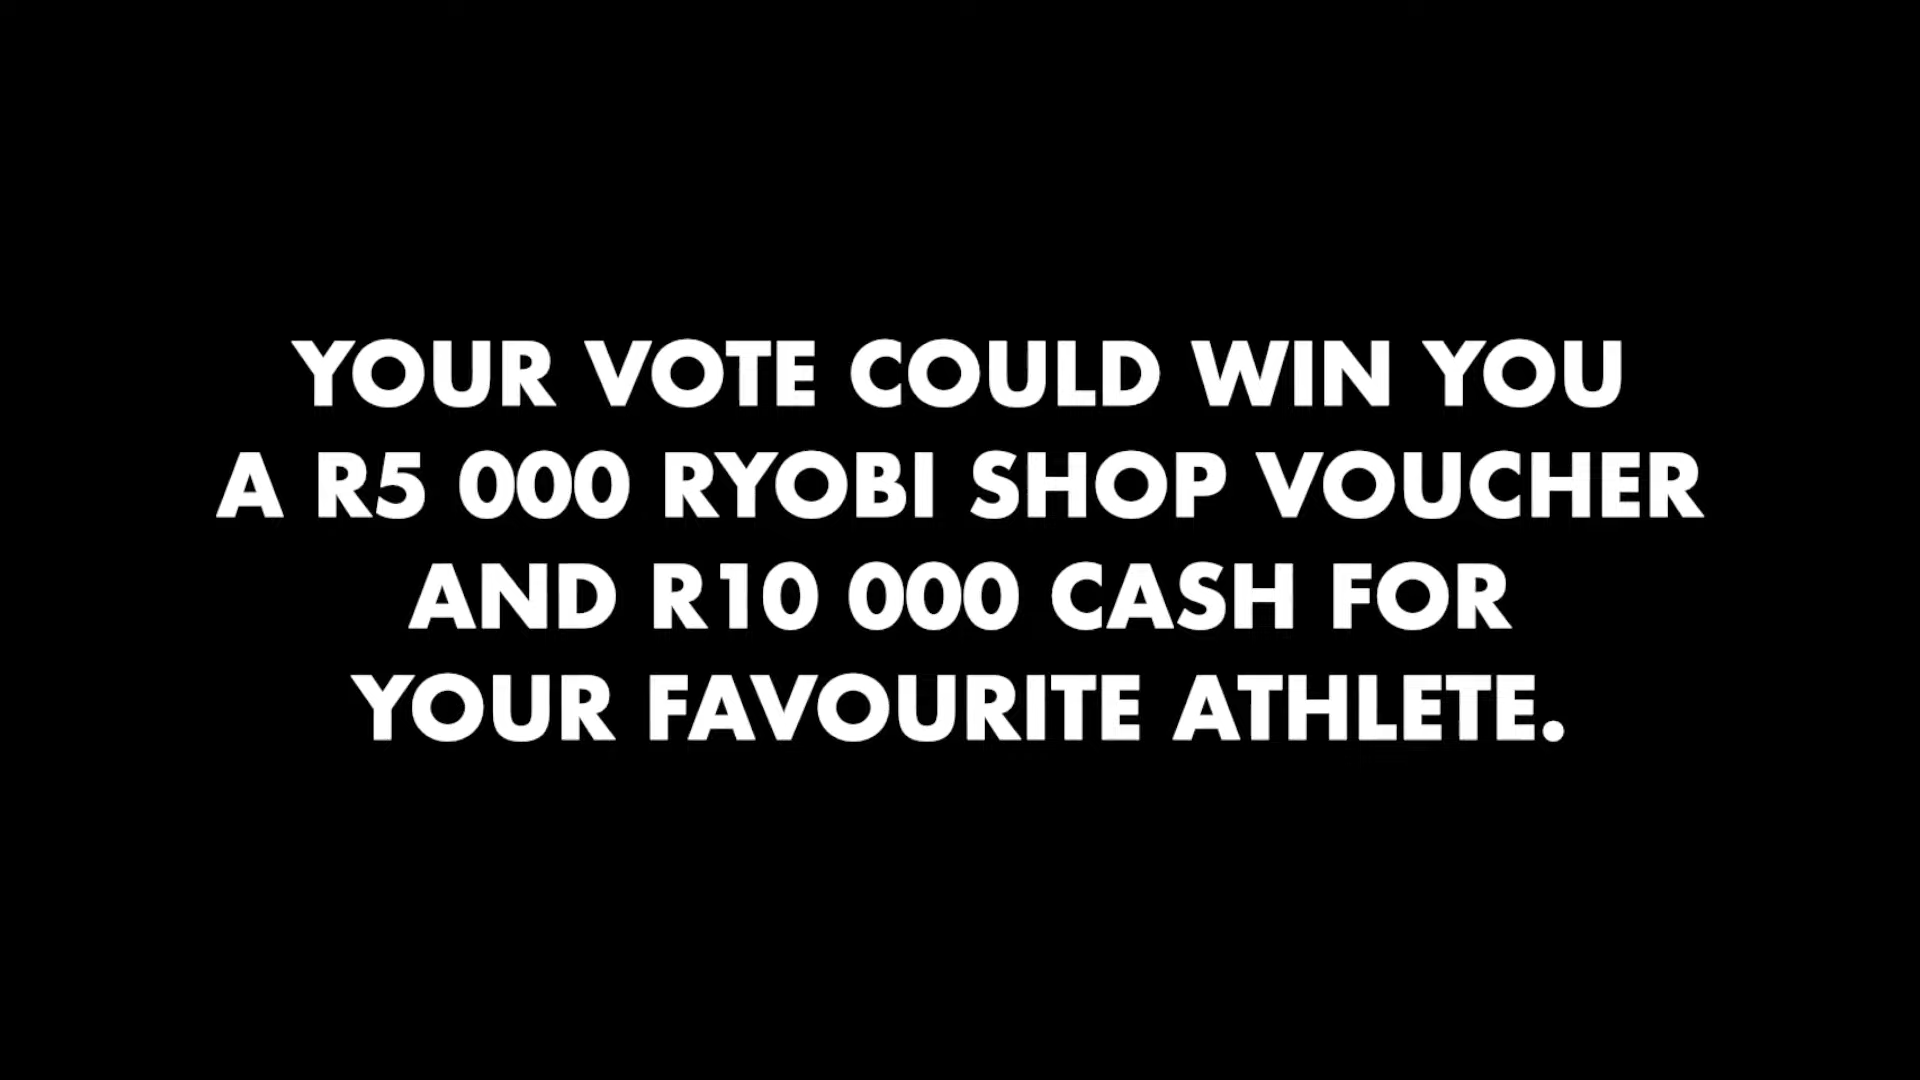 YOUR VOTE COULD WIN YOU
A R5 000 RYOBI SHOP VOUCHER
AND R10 000 CASH FOR
YOUR FAVOURITE ATHLETE.